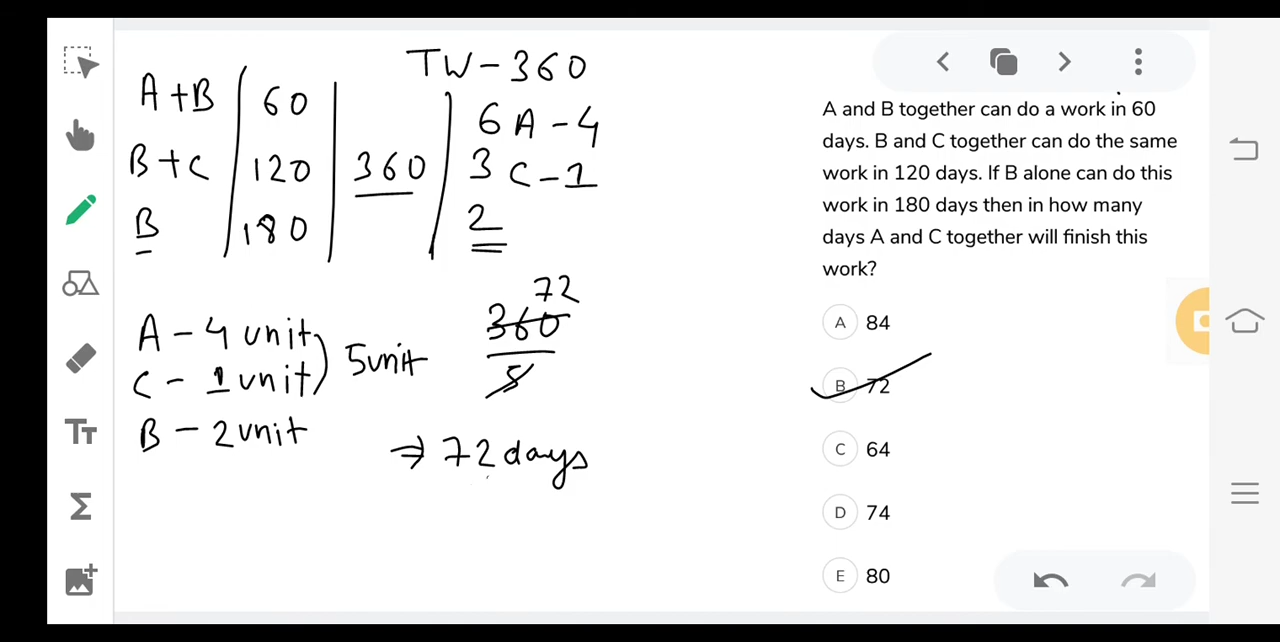 TW-360
A+B 60 6 A-4
B+C 120 360 3 C-1
B 180 2
A - 4 unit
C - 1 unit
5unit
B - 2 unit
72
360
5
⇒ 72 days
A and B together can do a work in 60
days. B and C together can do the same
work in 120 days. If B alone can do this
work in 180 days then in how many
days A and C together will finish this
work?
A 84
B 72
C 64
D 74
E 80
TT
Σ